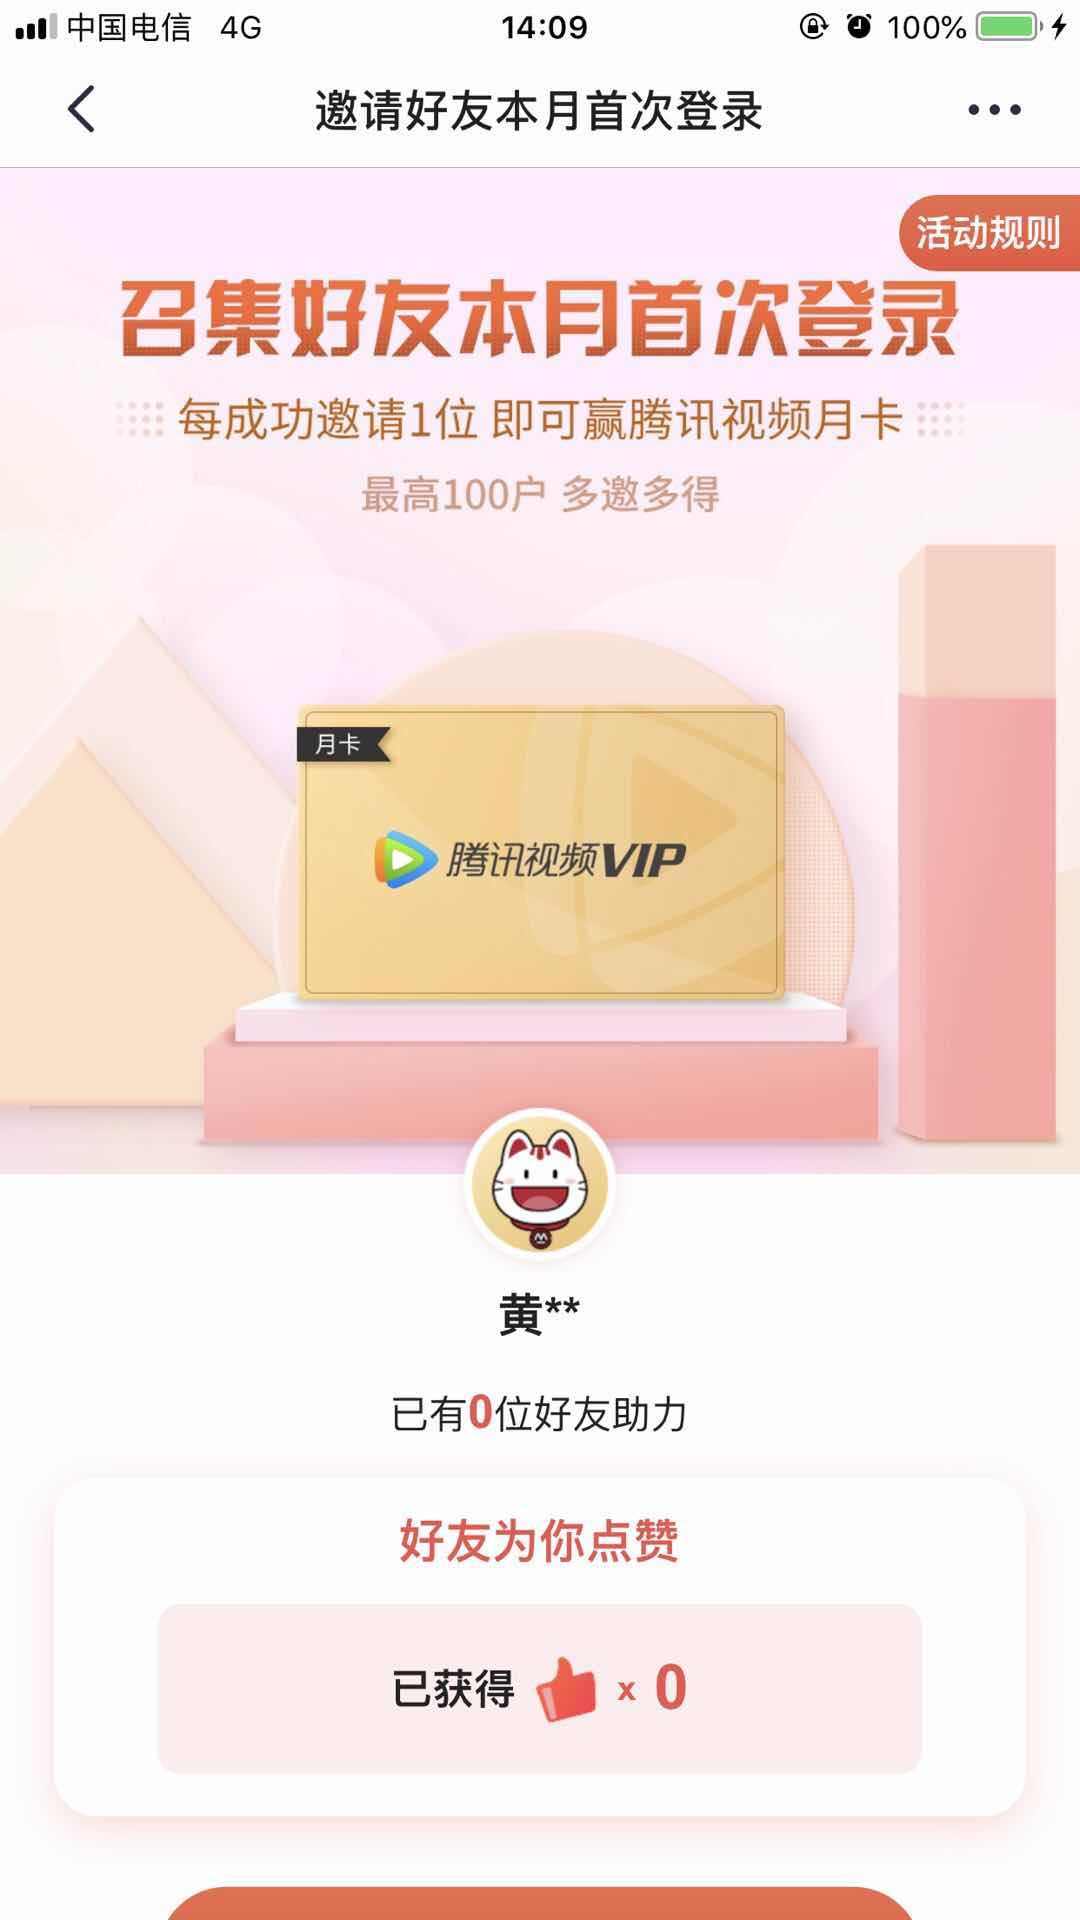 中国电信 4G 14:09 100%
邀请好友本月首次登录
活动规则
召集好友本月首次登录
每成功邀请1位 即可赢腾讯视频月卡
最高100户 多邀多得
月卡
腾讯视频VIP
黄**
已有0位好友助力
好友为你点赞
已获得 x 0